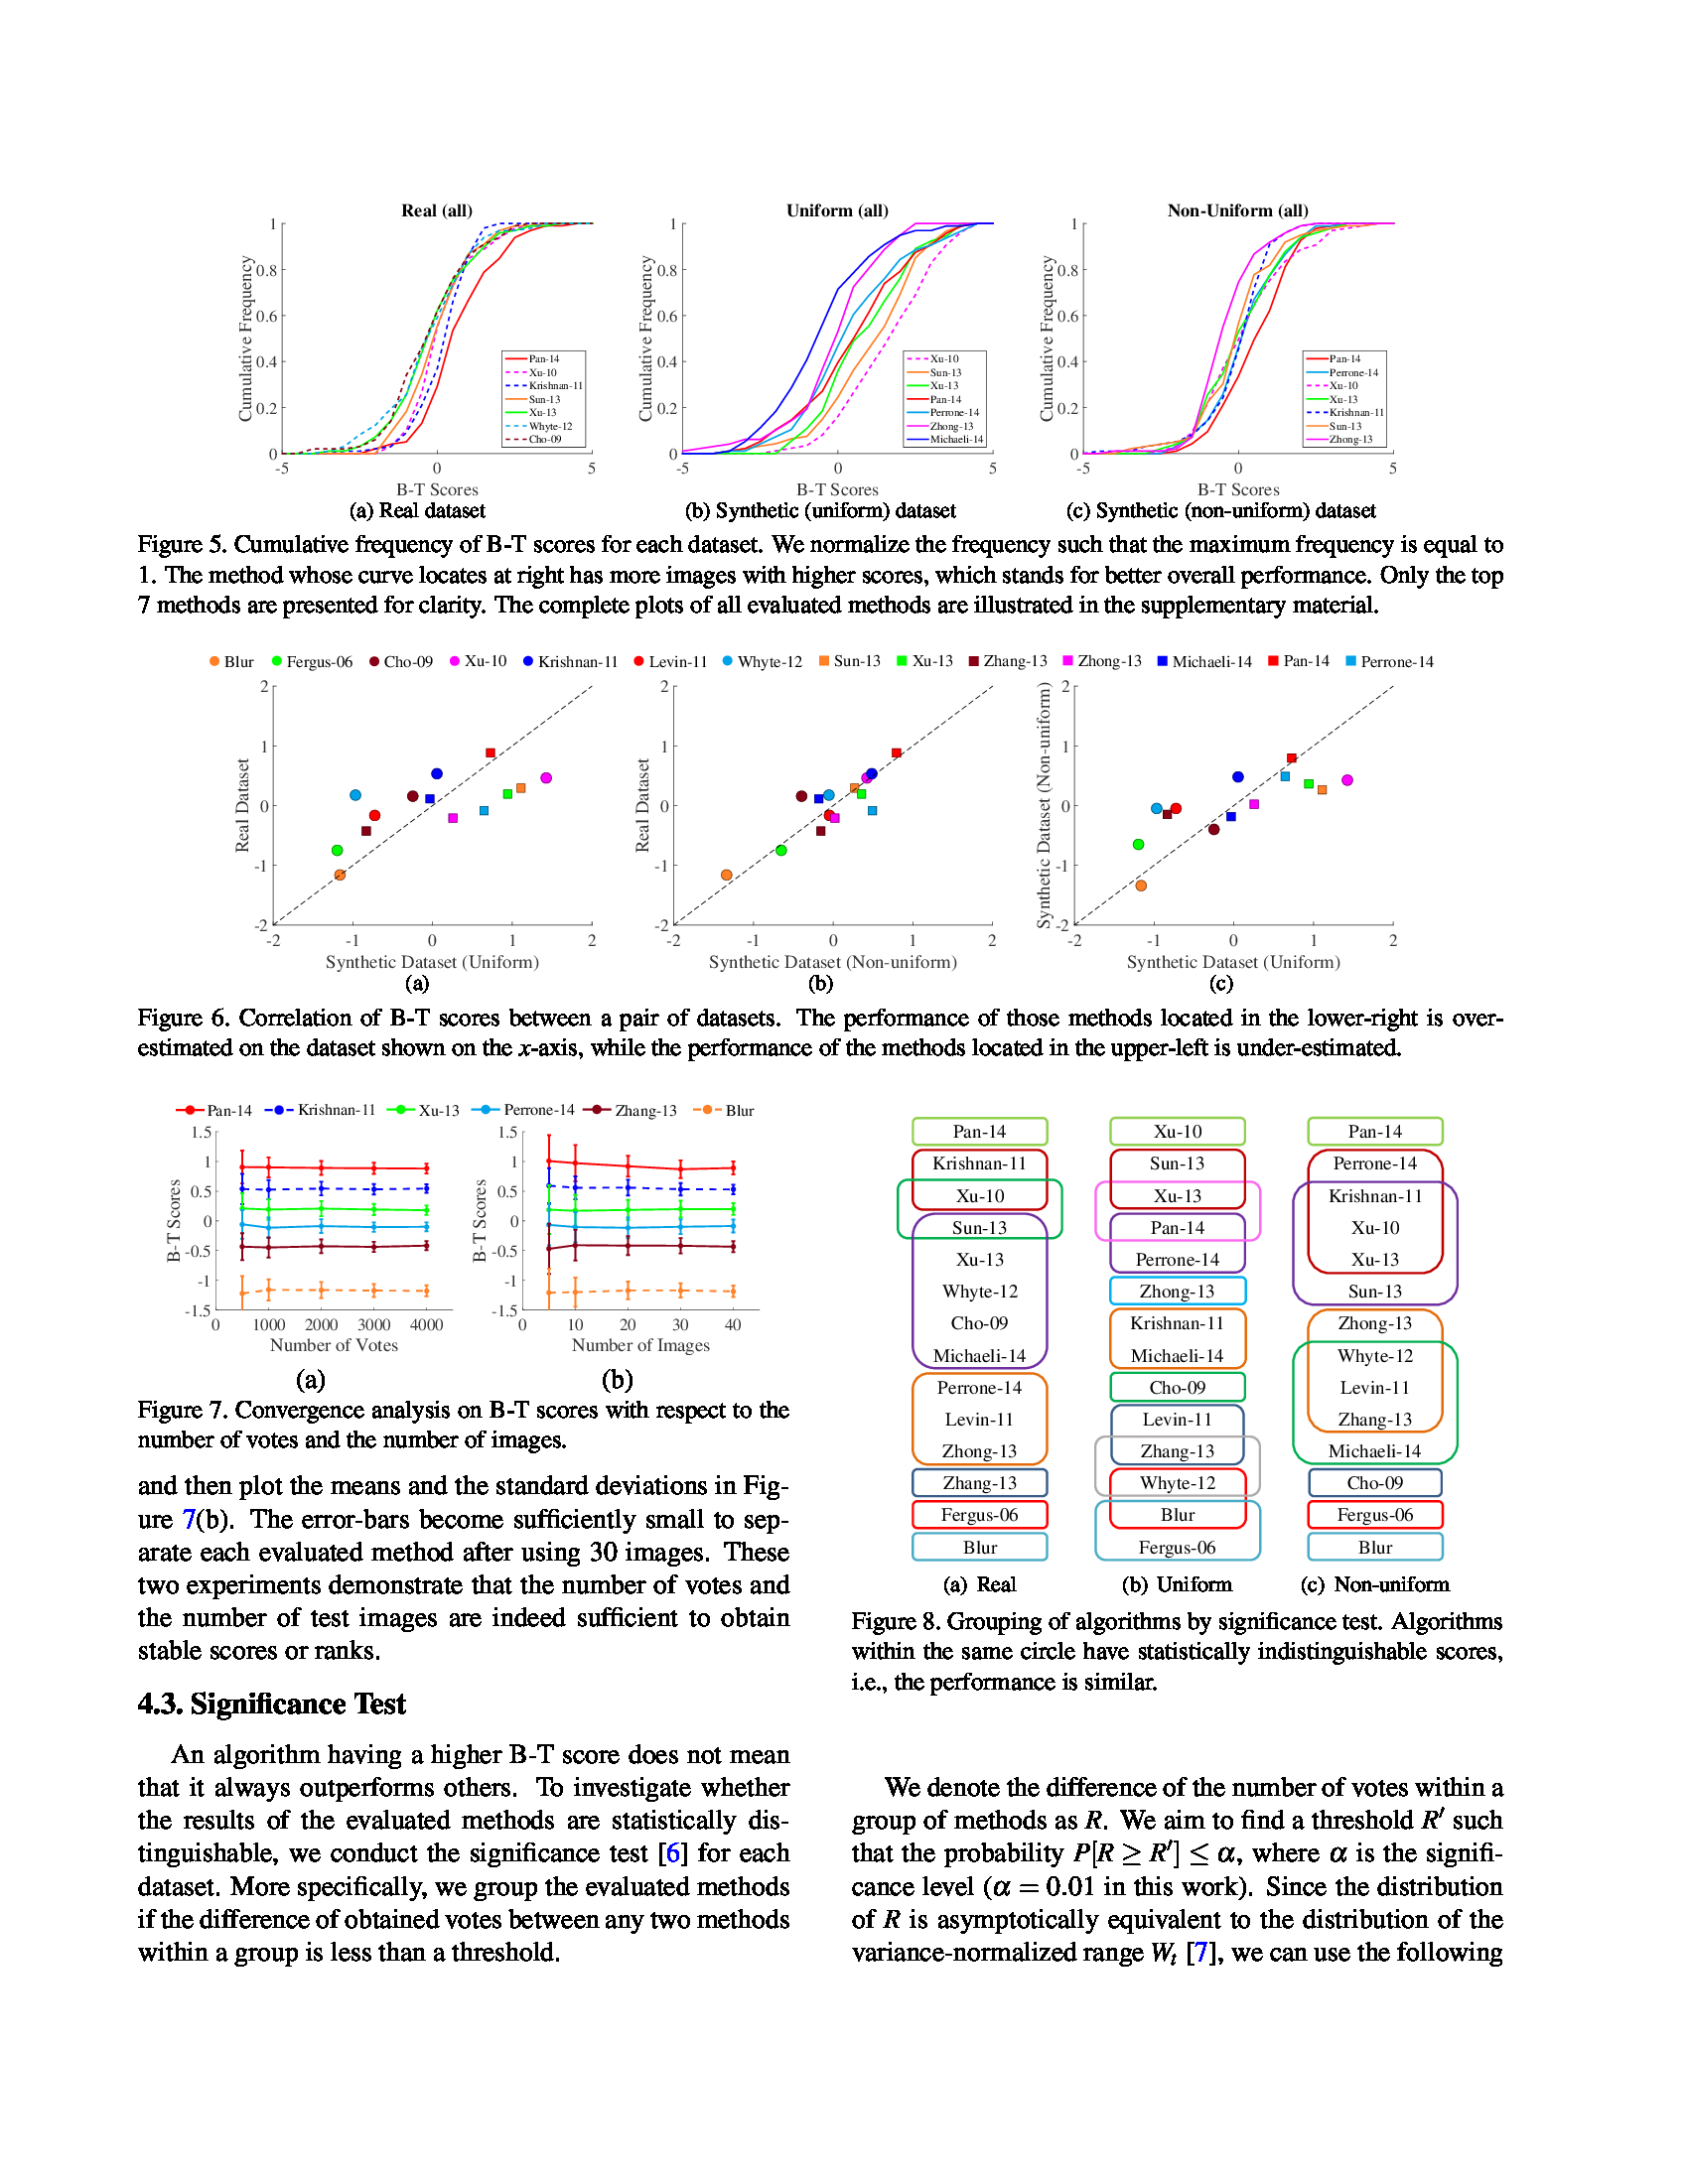 Real (all)
Cumulative Frequency
1
0.8
0.6
0.4
0.2
0
-5
0
5
B-T Scores
Pan-14
Xu-10
Krishnan-11
Sun-13
Xu-13
Whyte-12
Cho-09
(a) Real dataset
Uniform (all)
Cumulative Frequency
1
0.8
0.6
0.4
0.2
0
-5
0
5
B-T Scores
Xu-10
Sun-13
Xu-13
Pan-14
Perrone-14
Zhong-13
Michaeli-14
(b) Synthetic (uniform) dataset
Non-Uniform (all)
Cumulative Frequency
1
0.8
0.6
0.4
0.2
0
-5
0
5
B-T Scores
Pan-14
Perrone-14
Xu-10
Xu-13
Krishnan-11
Sun-13
Zhong-13
(c) Synthetic (non-uniform) dataset
Figure 5. Cumulative frequency of B-T scores for each dataset. We normalize the frequency such that the maximum frequency is equal to
1. The method whose curve locates at right has more images with higher scores, which stands for better overall performance. Only the top
7 methods are presented for clarity. The complete plots of all evaluated methods are illustrated in the supplementary material.
Blur Fergus-06 Cho-09 Xu-10 Krishnan-11 Levin-11 Whyte-12 Sun-13 Xu-13 Zhang-13 Zhong-13 Michaeli-14 Pan-14 Perrone-14
Real Dataset
2
1
0
-1
-2
-2 -1 0 1 2
Synthetic Dataset (Uniform)
(a)
Real Dataset
2
1
0
-1
-2
-2 -1 0 1 2
Synthetic Dataset (Non-uniform)
(b)
Synthetic Dataset (Non-uniform)
2
1
0
-1
-2
-2 -1 0 1 2
Synthetic Dataset (Uniform)
(c)
Figure 6. Correlation of B-T scores between a pair of datasets. The performance of those methods located in the lower-right is over-
estimated on the dataset shown on the x-axis, while the performance of the methods located in the upper-left is under-estimated.
Pan-14 Krishnan-11 Xu-13 Perrone-14 Zhang-13 Blur
B-T Scores
1.5
1
0.5
0
-0.5
-1
-1.5
0 1000 2000 3000 4000
Number of Votes
(a)
B-T Scores
1.5
1
0.5
0
-0.5
-1
-1.5
0 10 20 30 40
Number of Images
(b)
Figure 7. Convergence analysis on B-T scores with respect to the
number of votes and the number of images.
and then plot the means and the standard deviations in Fig-
ure 7(b). The error-bars become sufficiently small to sep-
arate each evaluated method after using 30 images. These
two experiments demonstrate that the number of votes and
the number of test images are indeed sufficient to obtain
stable scores or ranks.
4.3. Significance Test
An algorithm having a higher B-T score does not mean
that it always outperforms others. To investigate whether
the results of the evaluated methods are statistically dis-
tinguishable, we conduct the significance test [6] for each
dataset. More specifically, we group the evaluated methods
if the difference of obtained votes between any two methods
within a group is less than a threshold.
Pan-14
Krishnan-11
Xu-10
Sun-13
Xu-13
Whyte-12
Cho-09
Michaeli-14
Perrone-14
Levin-11
Zhong-13
Zhang-13
Fergus-06
Blur
(a) Real
Xu-10
Sun-13
Xu-13
Pan-14
Perrone-14
Zhong-13
Krishnan-11
Michaeli-14
Cho-09
Levin-11
Zhang-13
Whyte-12
Blur
Fergus-06
(b) Uniform
Pan-14
Perrone-14
Krishnan-11
Xu-10
Xu-13
Sun-13
Zhong-13
Whyte-12
Levin-11
Zhang-13
Michaeli-14
Cho-09
Fergus-06
Blur
(c) Non-uniform
Figure 8. Grouping of algorithms by significance test. Algorithms
within the same circle have statistically indistinguishable scores,
i.e., the performance is similar.
We denote the difference of the number of votes within a
group of methods as R. We aim to find a threshold R′ such
that the probability P[R ≥ R′] ≤ α, where α is the signifi-
cance level (α = 0.01 in this work). Since the distribution
of R is asymptotically equivalent to the distribution of the
variance-normalized range Wt [7], we can use the following